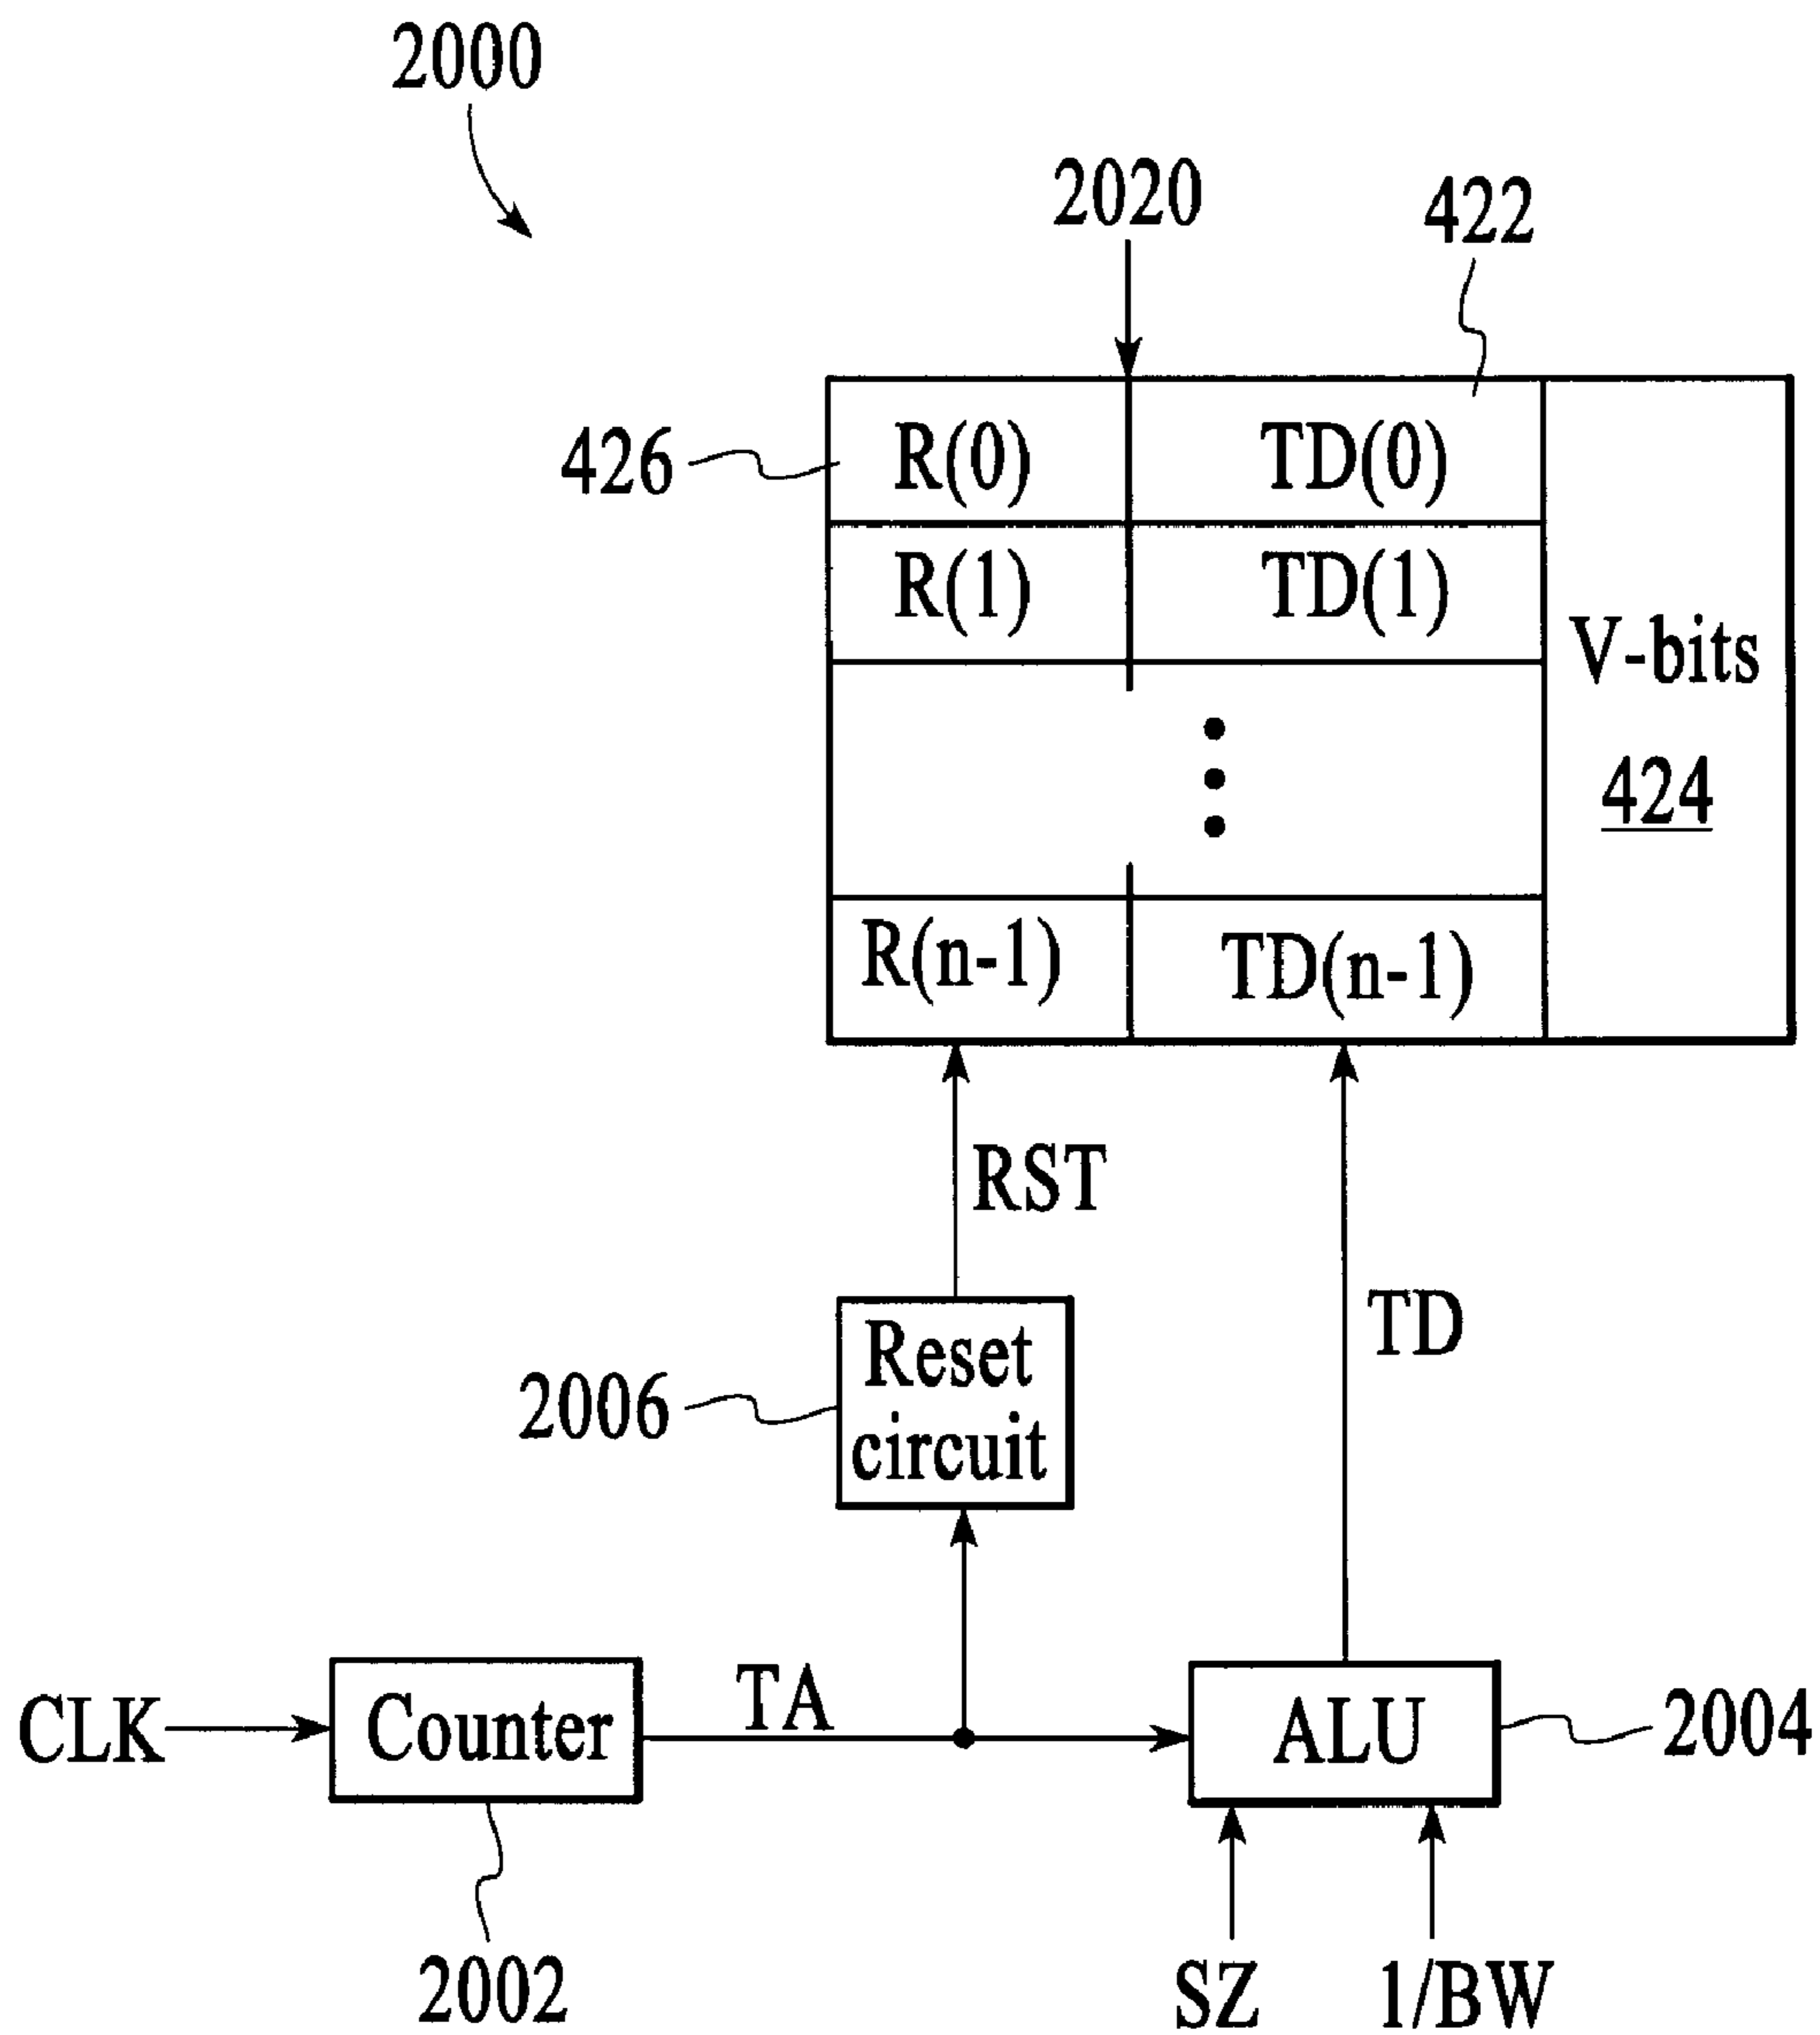 2000
2020
422
426
R(0)
TD(0)
R(1)
TD(1)
V-bits
424
R(n-1)
TD(n-1)
RST
TD
Reset
circuit
2006
CLK
Counter
TA
ALU
2004
2002
SZ
1/BW